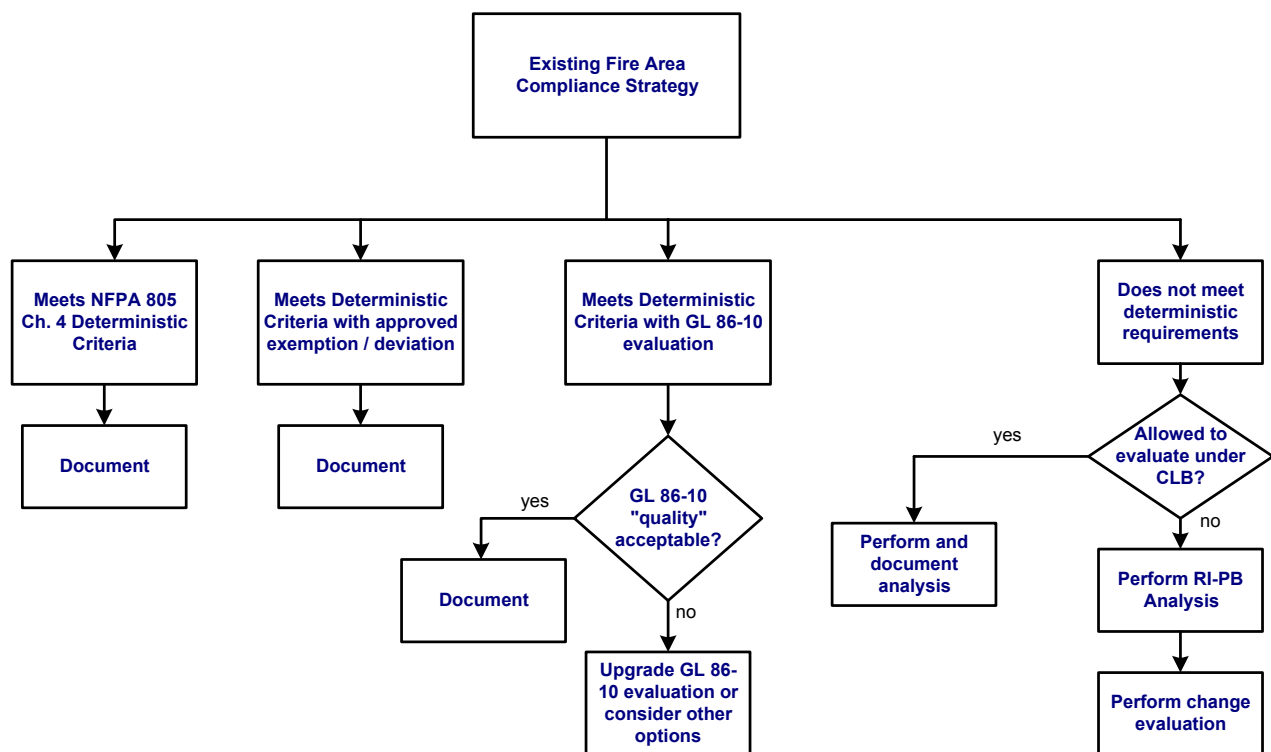 Existing Fire Area
Compliance Strategy
Meets NFPA 805
Ch. 4 Deterministic
Criteria
Meets Deterministic
Criteria with approved
exemption / deviation
Meets Deterministic
Criteria with GL 86-10
evaluation
Does not meet
deterministic
requirements
Document
Document
GL 86-10
"quality"
acceptable?
yes
Document
no
Upgrade GL 86-
10 evaluation or
consider other
options
Allowed to
evaluate under
CLB?
yes
Perform and
document
analysis
no
Perform RI-PB
Analysis
Perform change
evaluation